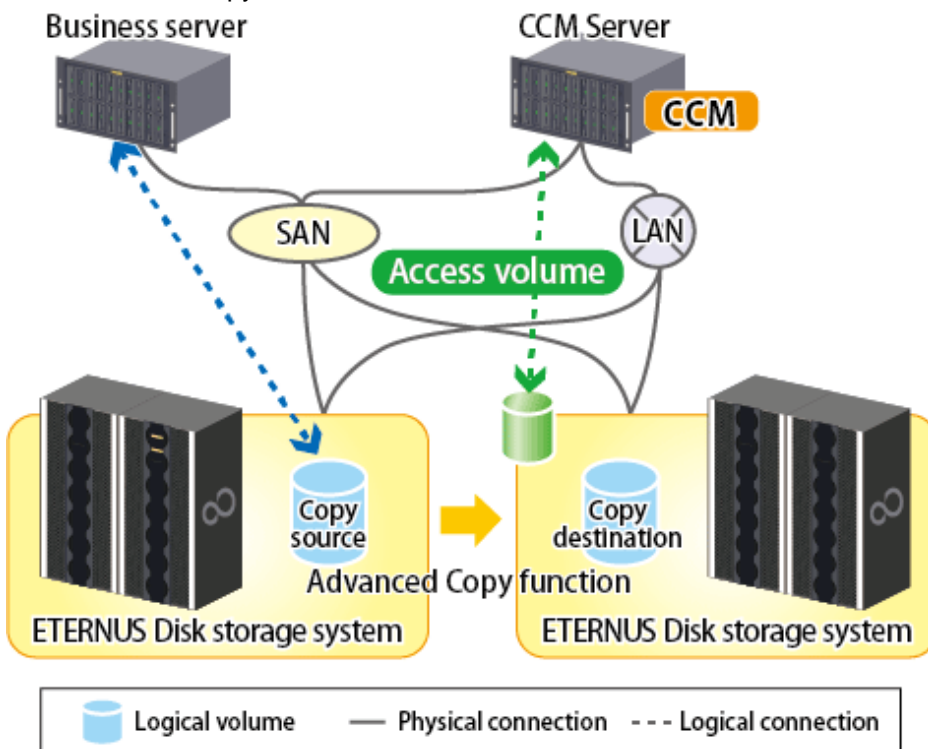 Business server
CCM Server
CCM
SAN
LAN
Access volume
Copy
source
Copy
destination
Advanced Copy function
ETERNUS Disk storage system
ETERNUS Disk storage system
Logical volume
Physical connection
Logical connection